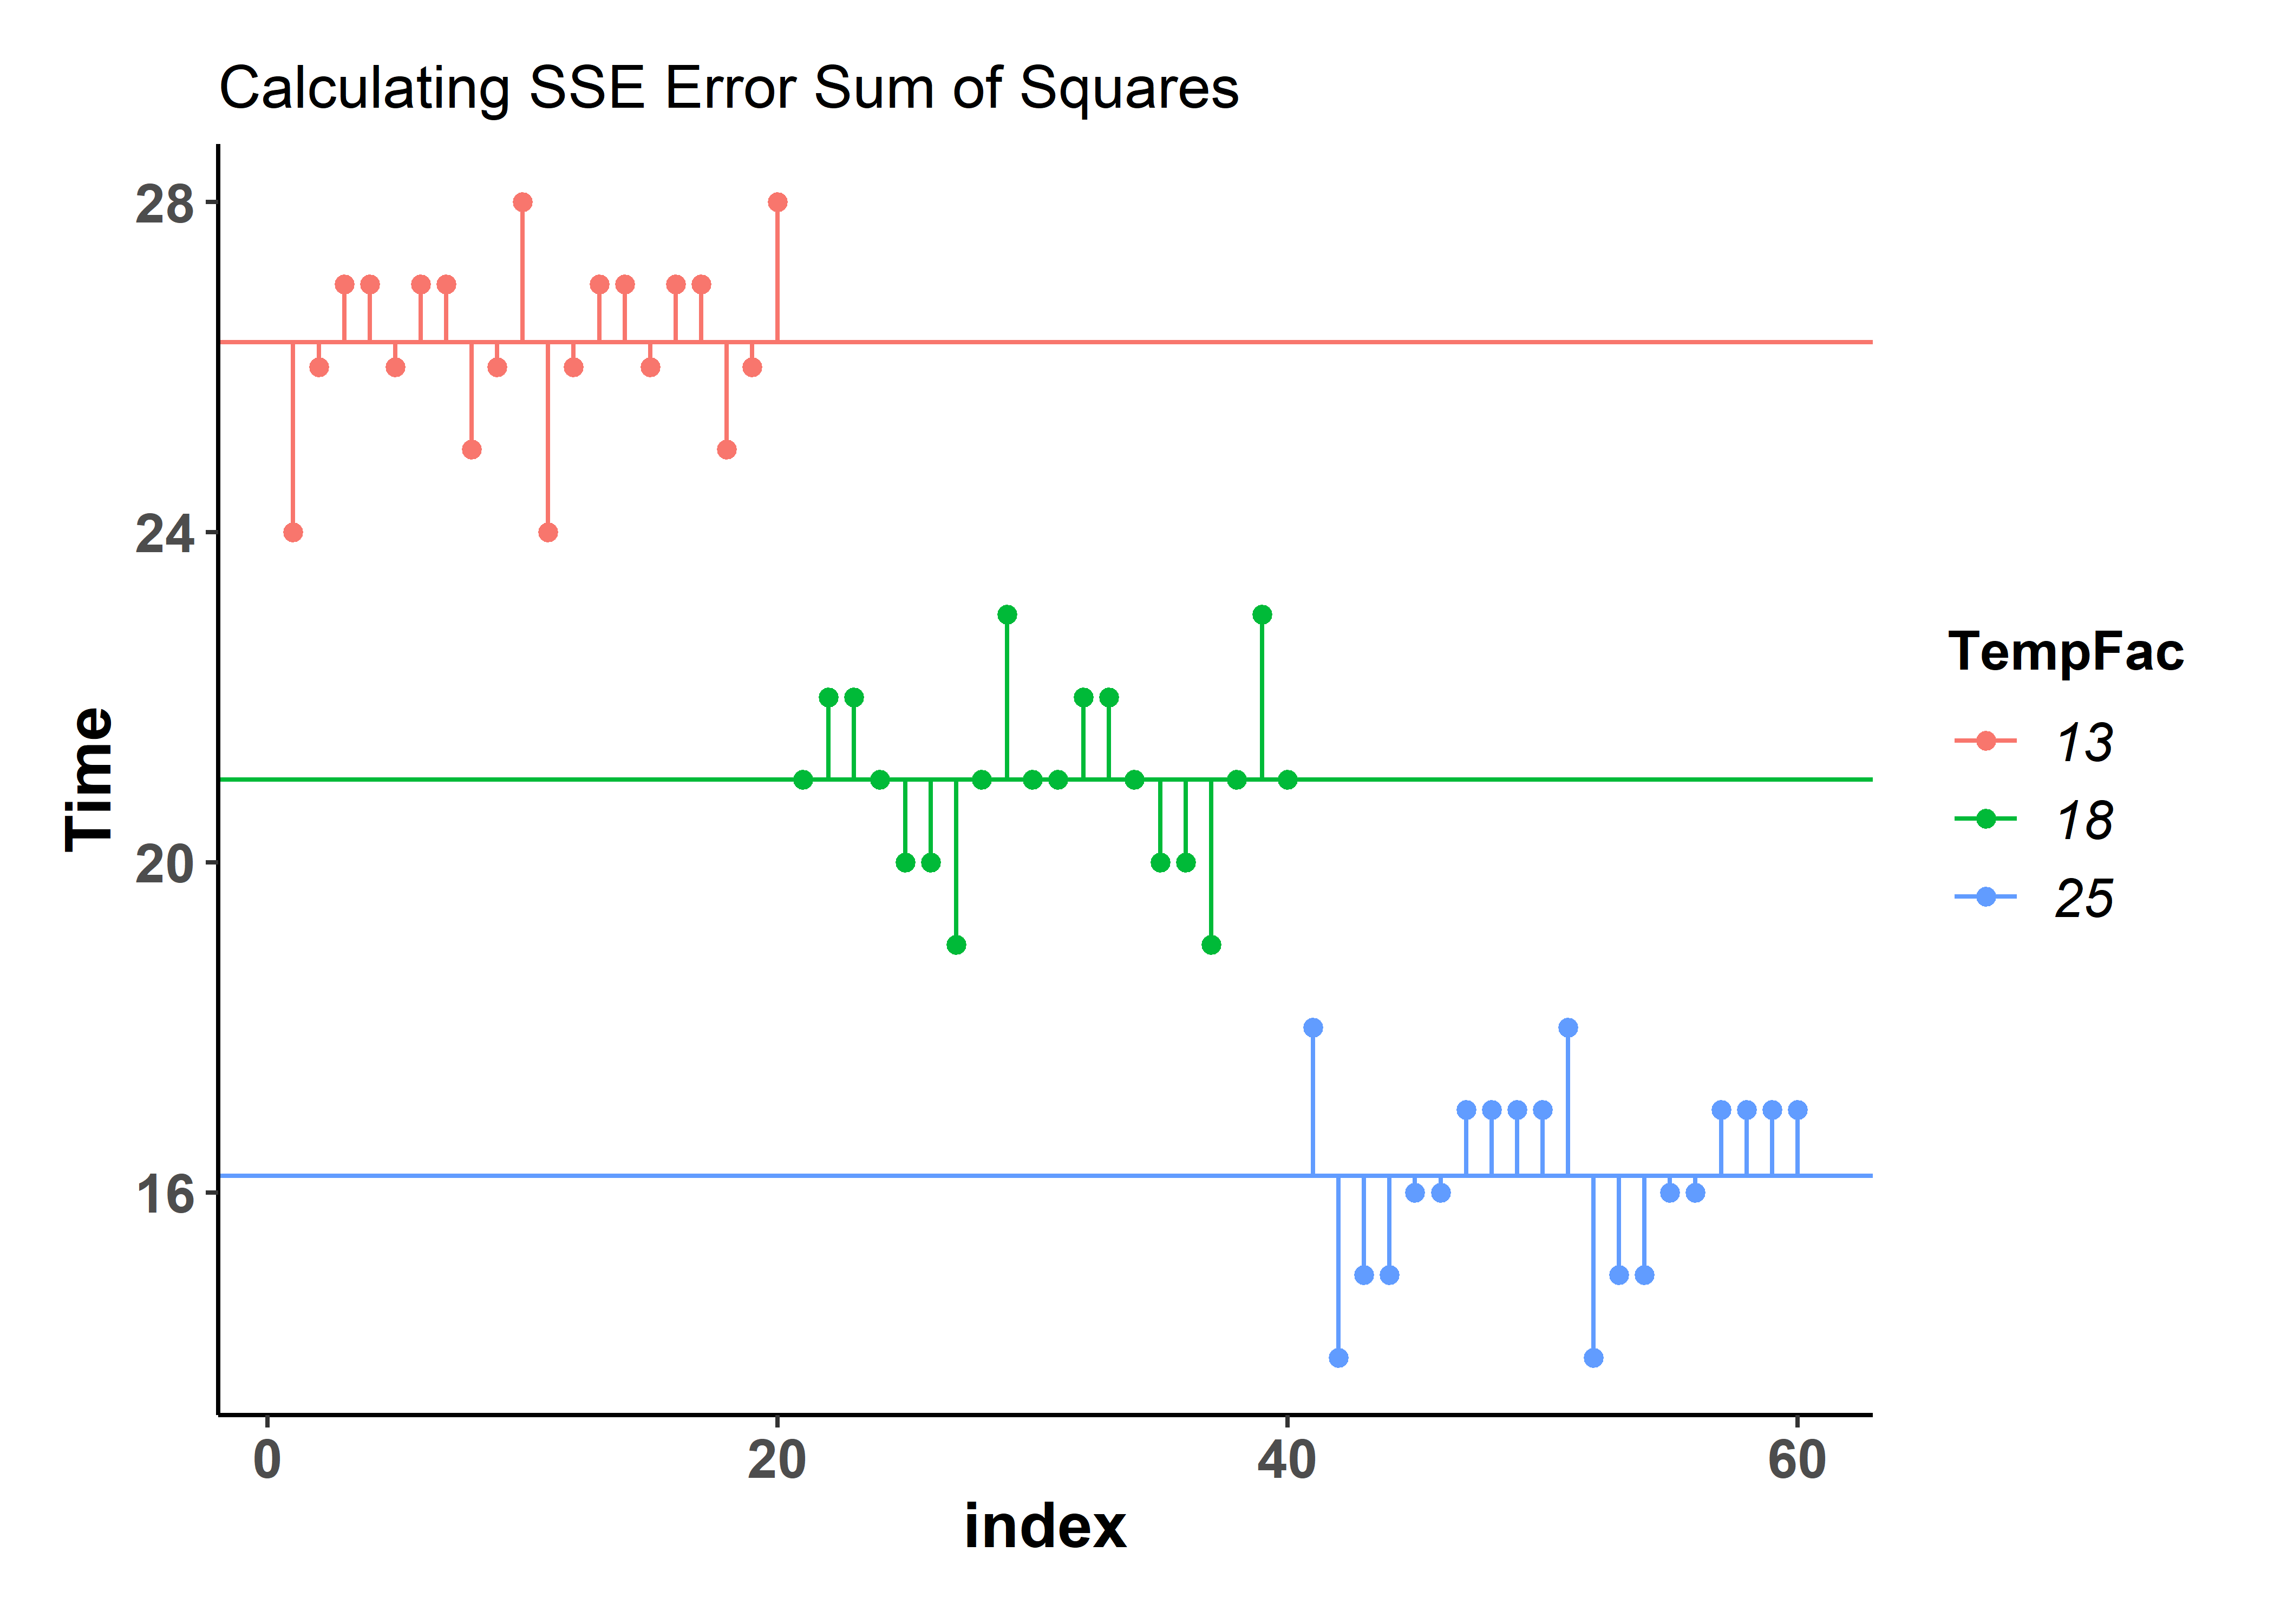 Calculating SSE Error Sum of Squares
28
24
20
16
Time
0 20 40 60
index
TempFac
13
18
25